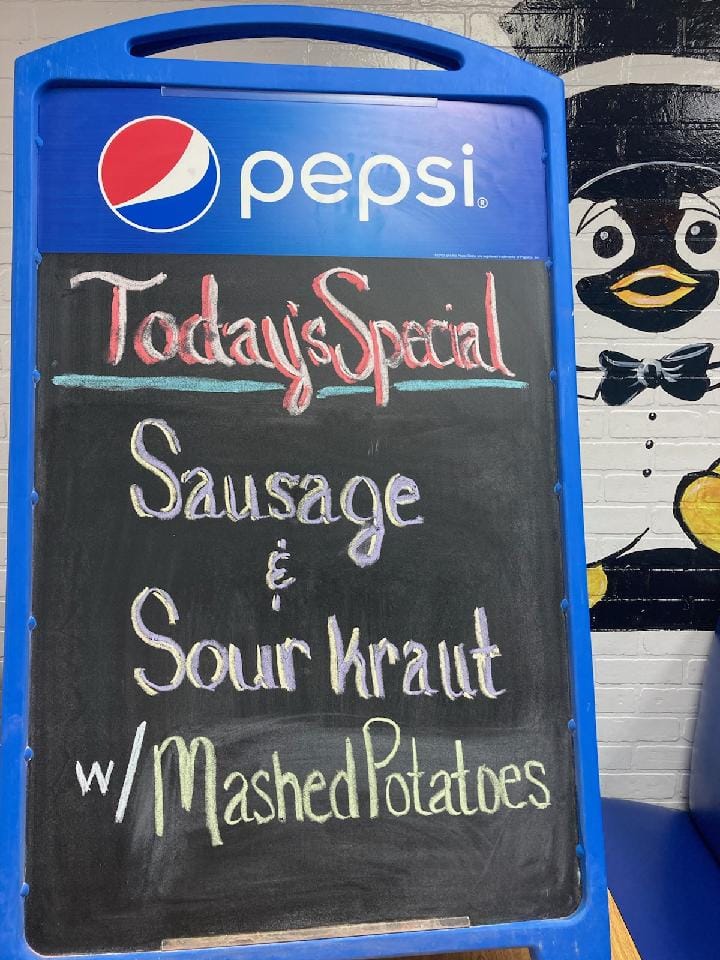 pepsi®
Today's Special
Sausage
&
Sour Kraut
w/ Mashed Potatoes